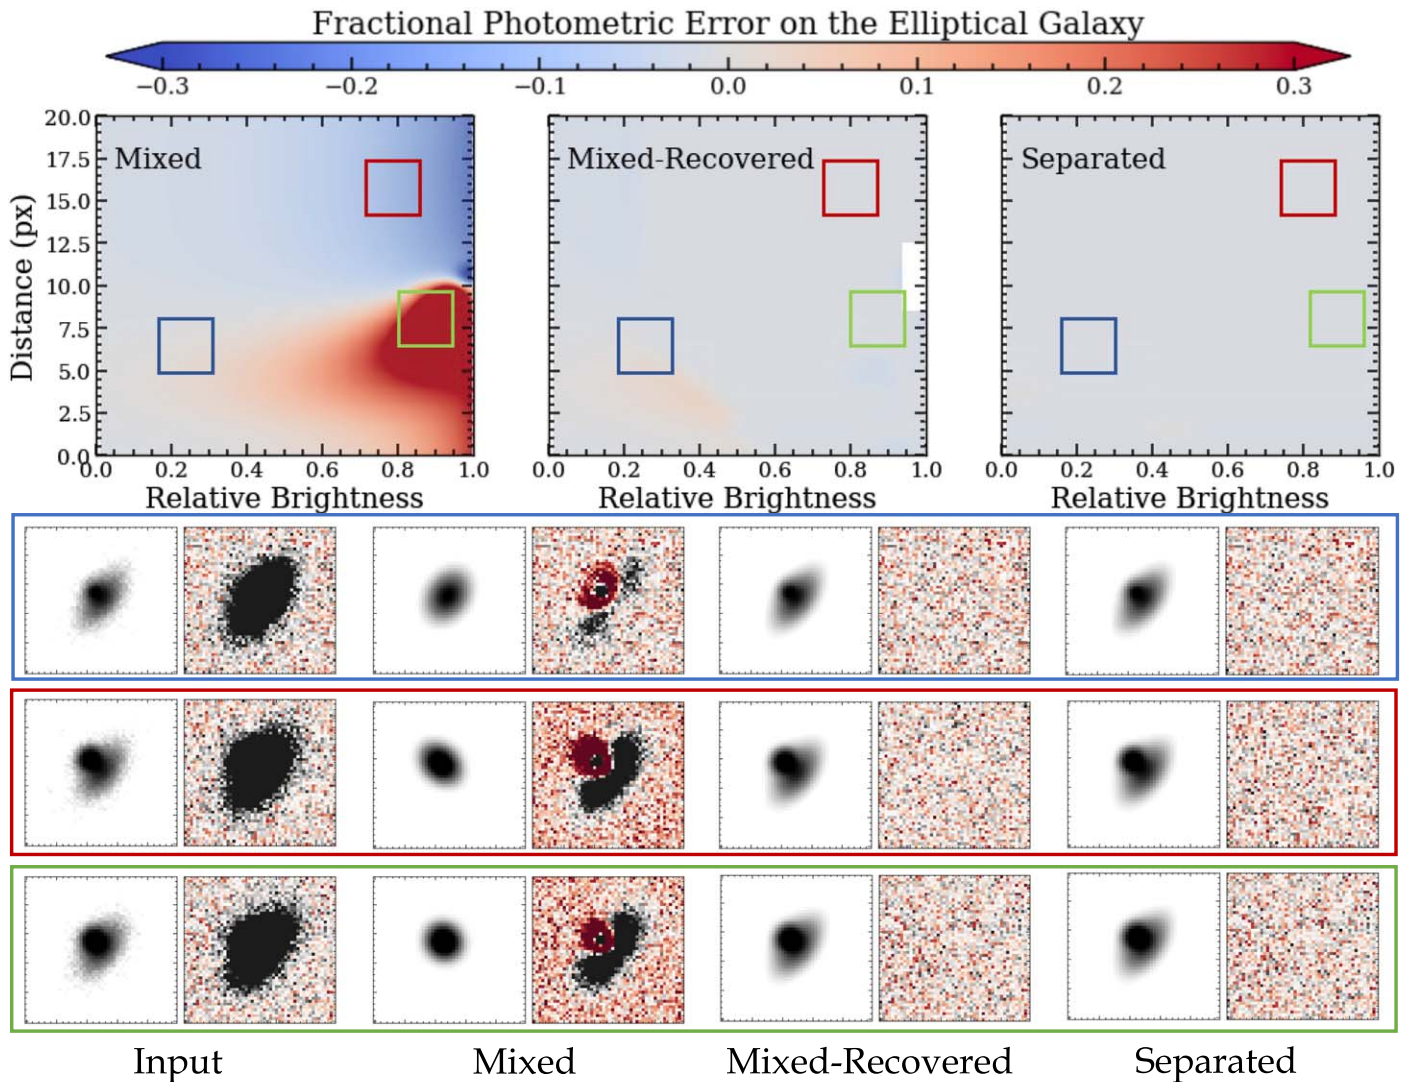 Fractional Photometric Error on the Elliptical Galaxy
−0.3 −0.2 −0.1 0.0 0.1 0.2 0.3
Distance (px)
20.0
17.5
15.0
12.5
10.0
7.5
5.0
2.5
0.0
Mixed
Mixed-Recovered
Separated
0.0 0.2 0.4 0.6 0.8 1.0
0.0 0.2 0.4 0.6 0.8 1.0
0.0 0.2 0.4 0.6 0.8 1.0
Relative Brightness
Relative Brightness
Relative Brightness
Input
Mixed
Mixed-Recovered
Separated